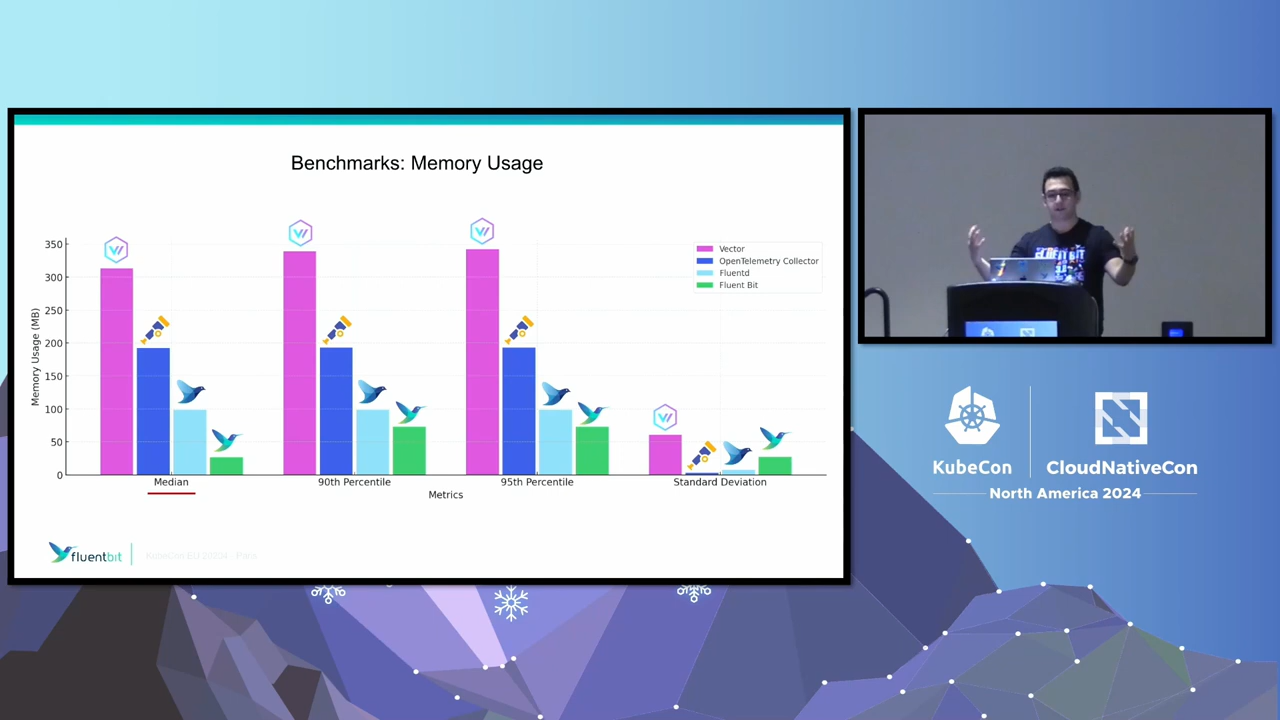 Benchmarks: Memory Usage
Memory Usage (MB)
350
300
250
200
150
100
50
0
Vector
OpenTelemetry Collector
Fluentd
Fluent Bit
Median
90th Percentile
95th Percentile
Standard Deviation
Metrics
fluentbit
KubeCon
CloudNativeCon
North America 2024